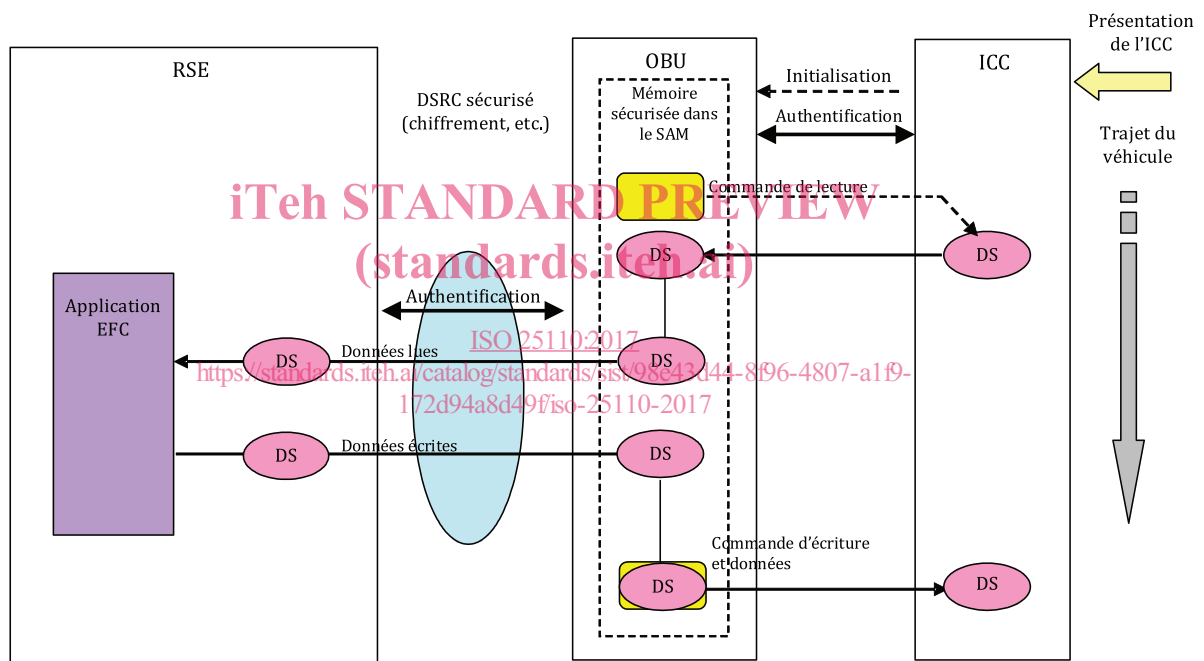 Présentation
de l'ICC
RSE
OBU
ICC
Initialisation
Mémoire
sécurisée dans
le SAM
DSRC sécurisé
(chiffrement, etc.)
Authentification
Trajet du
véhicule
Commande de lecture
iTeh STANDARD PREVIEW
(standards.iteh.ai)
DS
DS
Application
EFC
Authentification
ISO 25110:2017
DS
Données lues
DS
https://standards.iteh.ai/catalog/standards/sist/98e43d44-8f96-4807-a1f9-
172d94a8d49f/iso-25110-2017
DS
Données écrites
DS
Commande d'écriture
et données
DS
DS